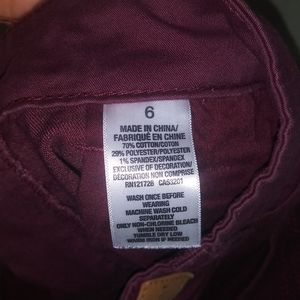 6
MADE IN CHINA/
FABRIQUÉ EN CHINE
70% COTTON/COTON
29% POLYESTER/POLYESTER
1% SPANDEX/SPANDEX
EXCLUSIVE OF DECORATION/
DÉCORATION NON COMPRISE
RN121726 CA53201
WASH ONCE BEFORE
WEARING
MACHINE WASH COLD
SEPARATELY
ONLY NON-CHLORINE BLEACH
WHEN NEEDED
TUMBLE DRY LOW
WARM IRON IF NEEDED